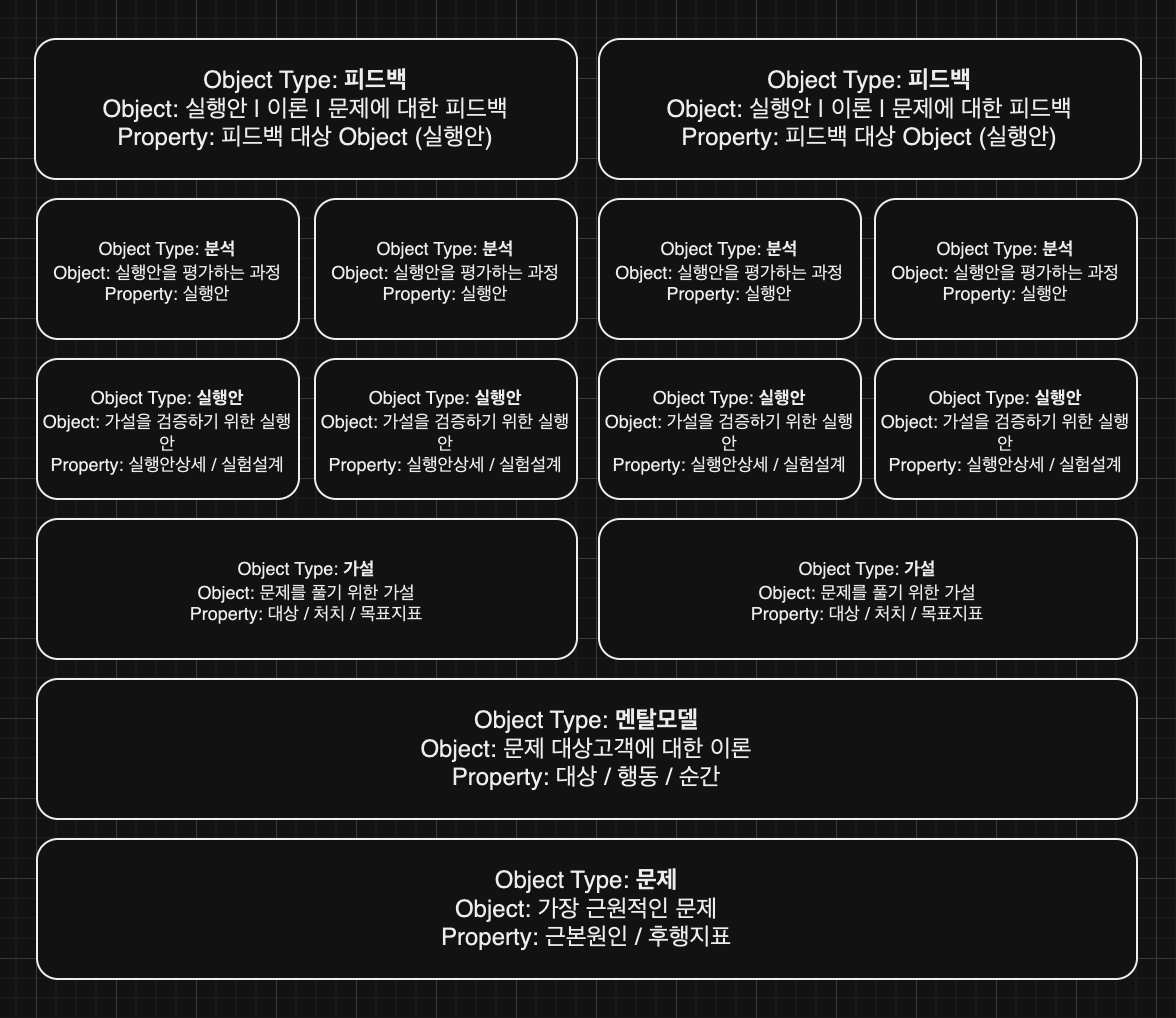 Object Type: 피드백
Object: 실행안 | 이론 | 문제에 대한 피드백
Property: 피드백 대상 Object (실행안)
Object Type: 피드백
Object: 실행안 | 이론 | 문제에 대한 피드백
Property: 피드백 대상 Object (실행안)
Object Type: 분석
Object: 실행안을 평가하는 과정
Property: 실행안
Object Type: 분석
Object: 실행안을 평가하는 과정
Property: 실행안
Object Type: 분석
Object: 실행안을 평가하는 과정
Property: 실행안
Object Type: 분석
Object: 실행안을 평가하는 과정
Property: 실행안
Object Type: 실행안
Object: 가설을 검증하기 위한 실행
안
Property: 실행안상세 / 실험설계
Object Type: 실행안
Object: 가설을 검증하기 위한 실행
안
Property: 실행안상세 / 실험설계
Object Type: 실행안
Object: 가설을 검증하기 위한 실행
안
Property: 실행안상세 / 실험설계
Object Type: 실행안
Object: 가설을 검증하기 위한 실행
안
Property: 실행안상세 / 실험설계
Object Type: 가설
Object: 문제를 풀기 위한 가설
Property: 대상 / 처치 / 목표지표
Object Type: 가설
Object: 문제를 풀기 위한 가설
Property: 대상 / 처치 / 목표지표
Object Type: 멘탈모델
Object: 문제 대상고객에 대한 이론
Property: 대상 / 행동 / 순간
Object Type: 문제
Object: 가장 근원적인 문제
Property: 근본원인 / 후행지표